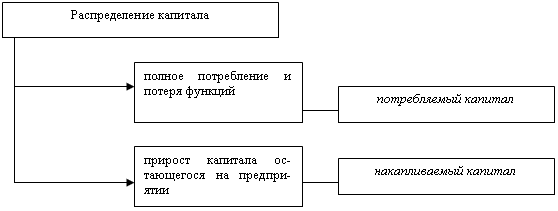 Распределение капитала
полное потребление и
потеря функций
потребляемый капитал
прирост капитала ос-
тающегося на предпри-
ятии
накапливаемый капитал